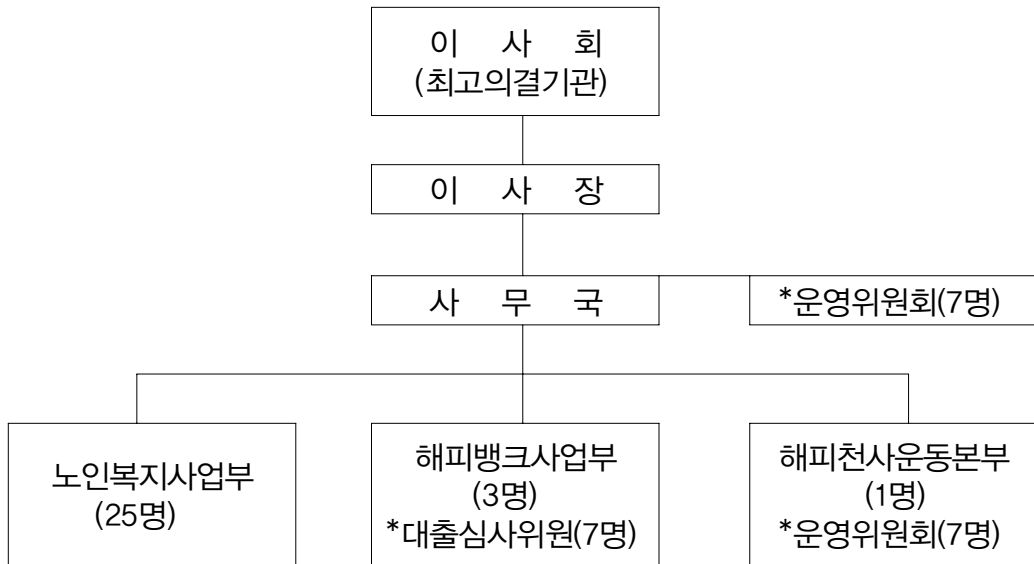 이 사 회
(최고의결기관)
이 사 장
사 무 국
*운영위원회(7명)
노인복지사업부
(25명)
해피뱅크사업부
(3명)
*대출심사위원(7명)
해피천사운동본부
(1명)
*운영위원회(7명)